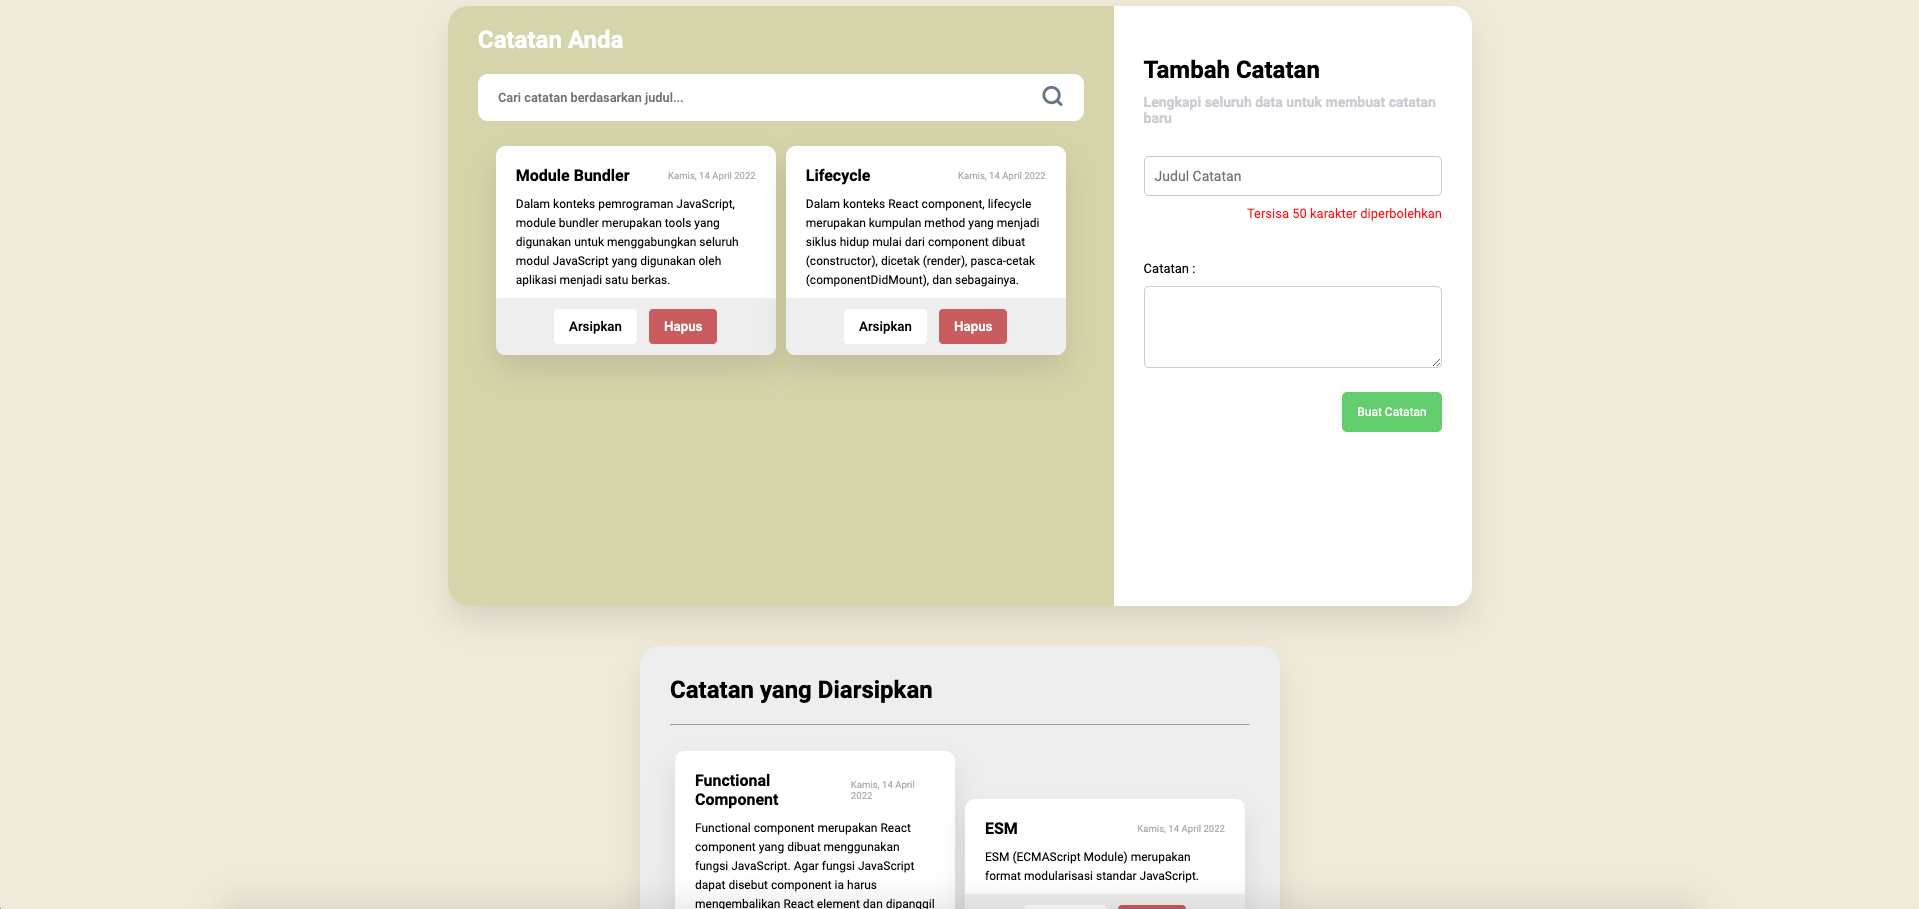 Catatan Anda
Cari catatan berdasarkan judul...
Module Bundler
Kamis, 14 April 2022
Dalam konteks pemrograman JavaScript,
module bundler merupakan tools yang
digunakan untuk menggabungkan seluruh
modul JavaScript yang digunakan oleh
aplikasi menjadi satu berkas.
Arsipkan
Hapus
Lifecycle
Kamis, 14 April 2022
Dalam konteks React component, lifecycle
merupakan kumpulan method yang menjadi
siklus hidup mulai dari component dibuat
(constructor), dicetak (render), pasca-cetak
(componentDidMount), dan sebagainya.
Arsipkan
Hapus
Tambah Catatan
Lengkapi seluruh data untuk membuat catatan
baru
Judul Catatan
Tersisa 50 karakter diperbolehkan
Catatan :
Buat Catatan
Catatan yang Diarsipkan
Functional
Component
Kamis, 14 April
2022
Functional component merupakan React
component yang dibuat menggunakan
fungsi JavaScript. Agar fungsi JavaScript
dapat disebut component ia harus
mengembalikan React element dan dipanggil
ESM
Kamis, 14 April 2022
ESM (ECMAScript Module) merupakan
format modularisasi standar JavaScript.